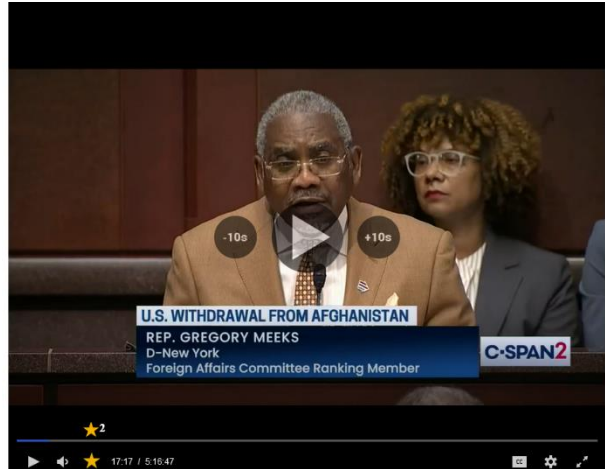 -10s
+10s
U.S. WITHDRAWAL FROM AFGHANISTAN
REP. GREGORY MEEKS
D-New York
Foreign Affairs Committee Ranking Member
C-SPAN2
2
17:17 / 5:16:47
CC